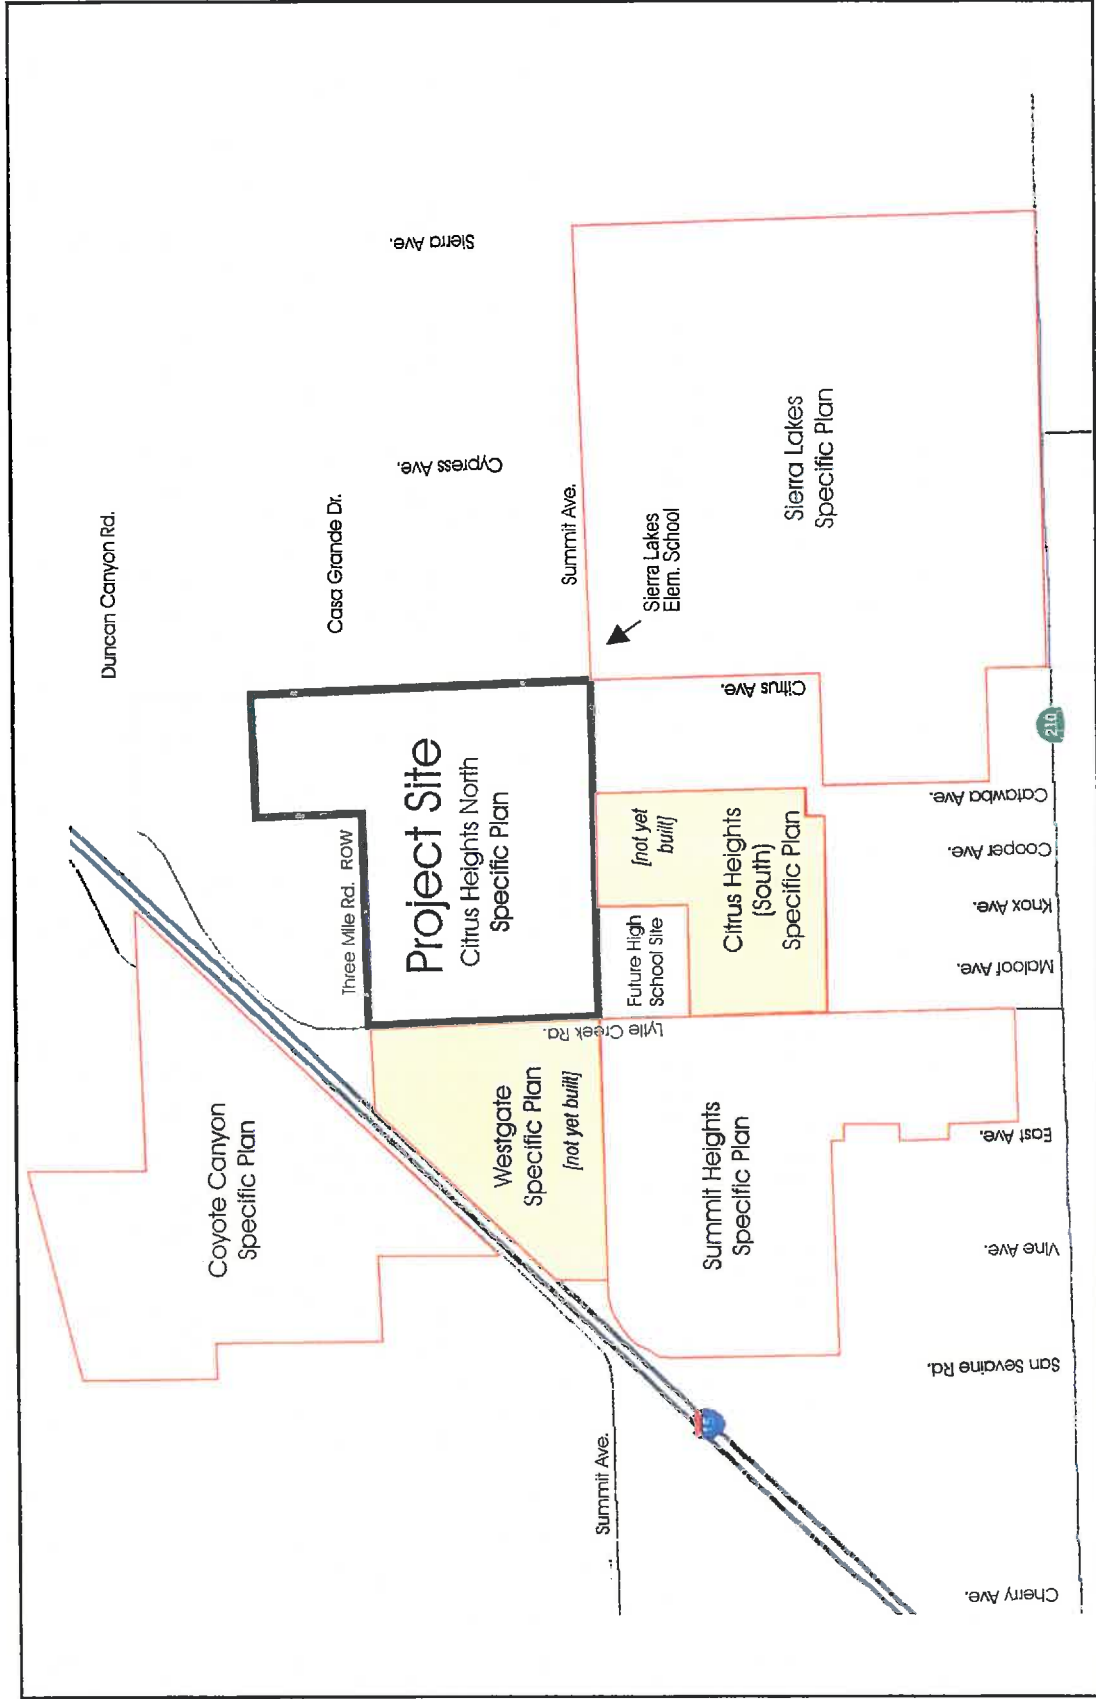 Duncan Canyon Rd.
Casa Grande Dr.
Sierra Ave.
Cypress Ave.
Summit Ave.
Coyote Canyon
Specific Plan
Three Mile Rd. ROW
Project Site
Citrus Heights North
Specific Plan
Westgate
Specific Plan
[not yet built]
Lytle Creek Rd.
Sierra Lakes
Elem. School
Future High
School Site
[not yet
built]
Citrus Ave.
Citrus Heights
(South)
Specific Plan
Sierra Lakes
Specific Plan
Summit Heights
Specific Plan
Summit Ave.
Cherry Ave.
San Sevaine Rd.
Vine Ave.
East Ave.
Maloof Ave.
Knox Ave.
Cooper Ave.
Catawba Ave.
210